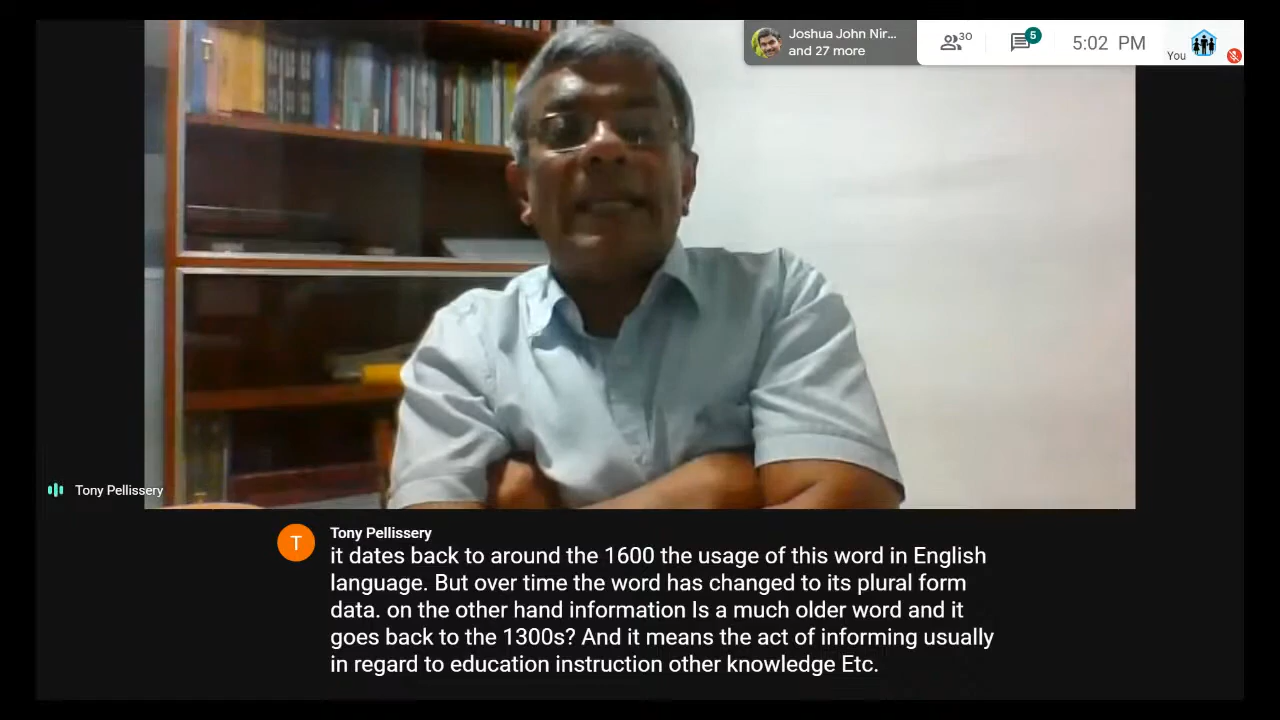 Joshua John Nir...
and 27 more
30
5
5:02 PM
You
Tony Pellissery
T
Tony Pellissery
it dates back to around the 1600 the usage of this word in English
language. But over time the word has changed to its plural form
data. on the other hand information Is a much older word and it
goes back to the 1300s? And it means the act of informing usually
in regard to education instruction other knowledge Etc.